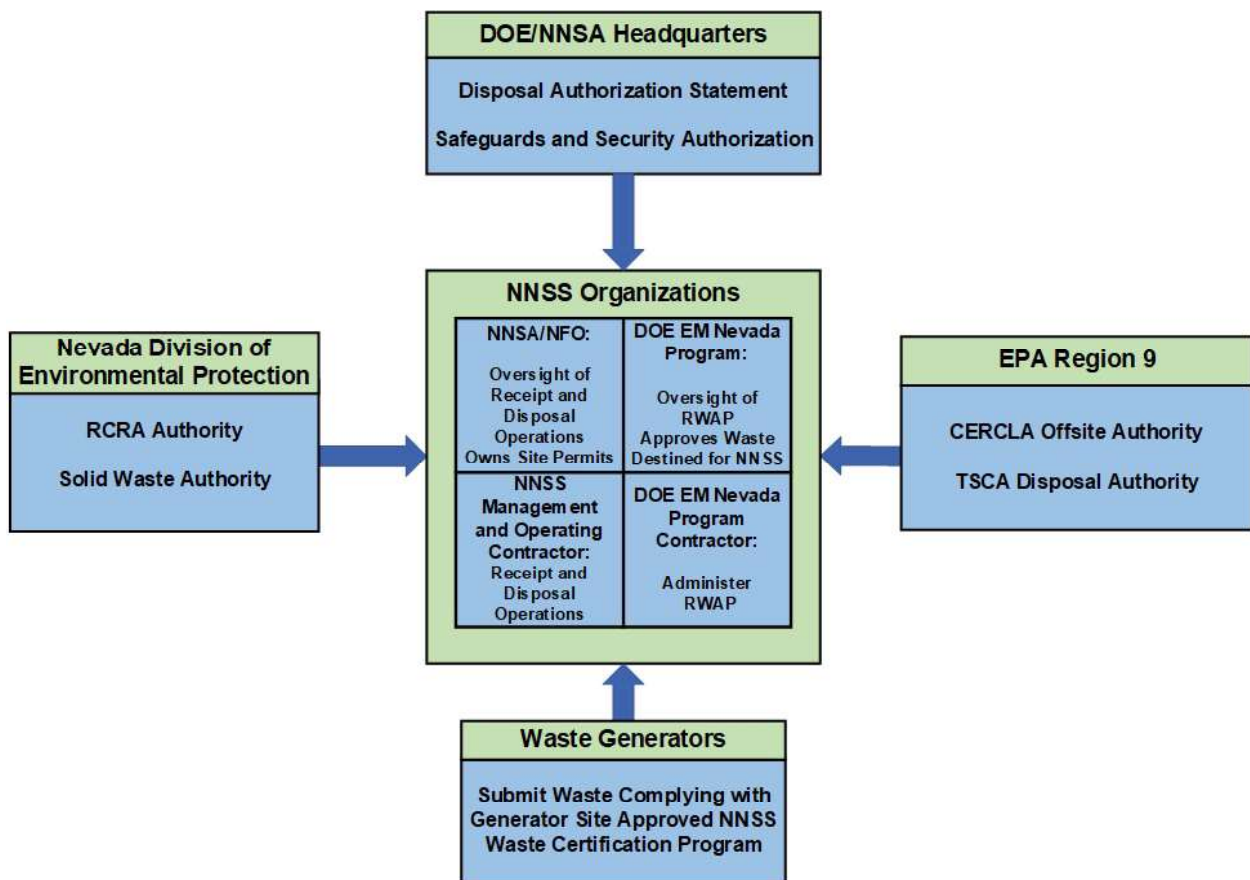 DOE/NNSA Headquarters
Disposal Authorization Statement
Safeguards and Security Authorization
NNSS Organizations
NNSA/NFO:
Oversight of
Receipt and
Disposal
Operations
Owns Site Permits
DOE EM Nevada
Program:
Oversight of
RWAP
Approves Waste
Destined for NNSS
NNSS
Management
and Operating
Contractor:
Receipt and
Disposal
Operations
DOE EM Nevada
Program
Contractor:
Administer
RWAP
Nevada Division of
Environmental Protection
RCRA Authority
Solid Waste Authority
EPA Region 9
CERCLA Offsite Authority
TSCA Disposal Authority
Waste Generators
Submit Waste Complying with
Generator Site Approved NNSS
Waste Certification Program